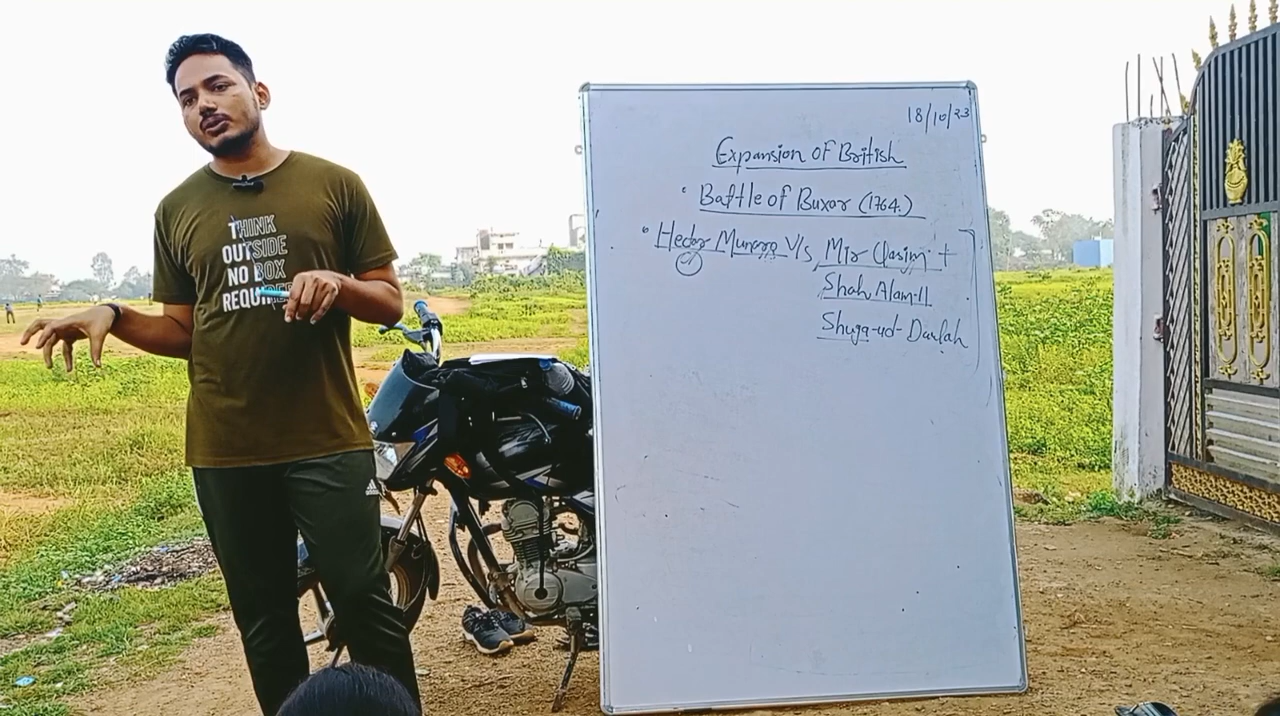 THINK
OUTSIDE
NO BOX
REQUIRED
adidas
18/10/23
Expansion of British
Battle of Buxar (1764.)
Hector Munro V/s Mir Qasim +
Shah Alam-II
Shuja-ud-Daulah